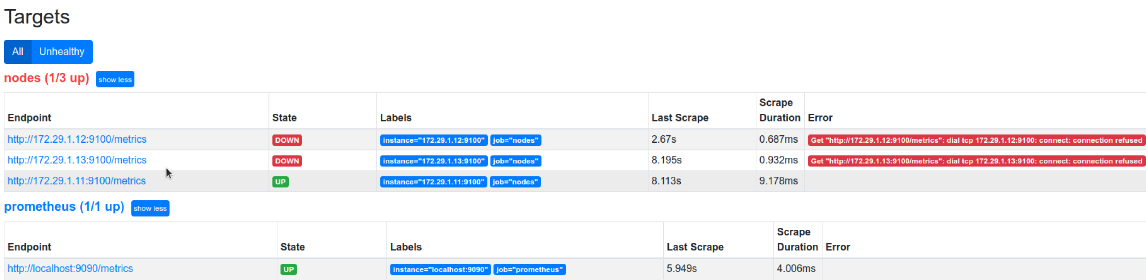 Targets
All Unhealthy
nodes (1/3 up) show less
Endpoint State Labels Last Scrape Scrape Duration Error
http://172.29.1.12:9100/metrics DOWN instance="172.29.1.12:9100" job="nodes" 2.67s 0.687ms Get "http://172.29.1.12:9100/metrics": dial tcp 172.29.1.12:9100: connect: connection refused
http://172.29.1.13:9100/metrics DOWN instance="172.29.1.13:9100" job="nodes" 8.195s 0.932ms Get "http://172.29.1.13:9100/metrics": dial tcp 172.29.1.13:9100: connect: connection refused
http://172.29.1.11:9100/metrics UP instance="172.29.1.11:9100" job="nodes" 8.113s 9.178ms
prometheus (1/1 up) show less
Endpoint State Labels Last Scrape Scrape Duration Error
http://localhost:9090/metrics UP instance="localhost:9090" job="prometheus" 5.949s 4.006ms